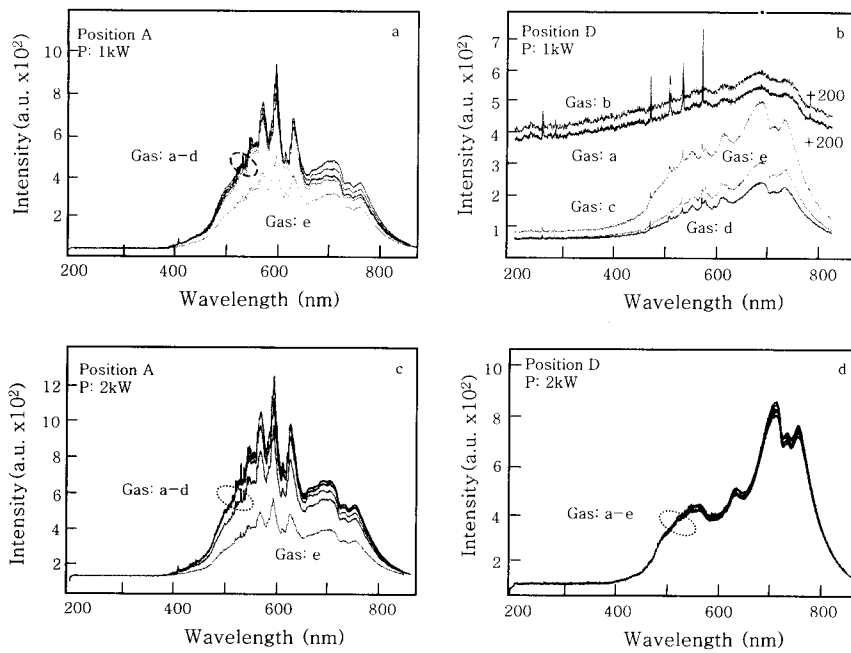 Position A
P: 1kW
a
Gas: a-d
Gas: e
Intensity (a.u. x10²)
10
8
6
4
2
200 400 600 800
Wavelength (nm)
Position D
P: 1kW
b
Gas: b
+200
Gas: a
Gas: e
+200
Gas: c
Gas: d
Intensity (a.u. x10²)
7
6
5
4
3
2
1
200 400 600 800
Wavelength (nm)
Position A
P: 2kW
c
Gas: a-d
Gas: e
Intensity (a.u. x10²)
12
10
8
6
4
2
200 400 600 800
Wavelength (nm)
Position D
P: 2kW
d
Gas: a-e
Intensity (a.u. x10²)
10
8
6
4
2
200 400 600 800
Wavelength (nm)